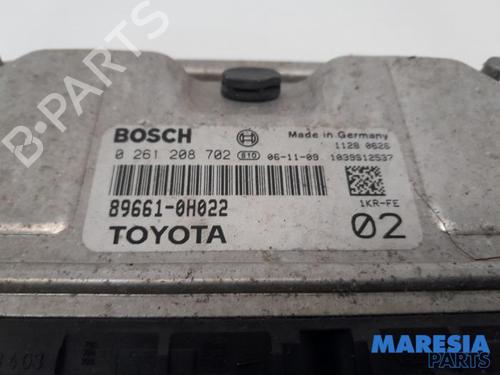 B-PARTS
BOSCH
Made in Germany
1128 0626
0 261 208 702 810 06-11-09 1039S12537
89661-0H022
1KR-FE
TOYOTA
02
MARESIA
PARTS